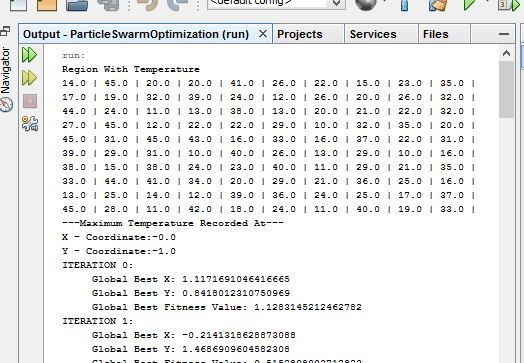 <default config>
Output - ParticleSwarmOptimization (run) × Projects Services Files
Navigator
run:
Region With Temperature
14.0 | 45.0 | 20.0 | 20.0 | 41.0 | 26.0 | 22.0 | 15.0 | 23.0 | 35.0 |
17.0 | 19.0 | 32.0 | 39.0 | 24.0 | 12.0 | 26.0 | 20.0 | 26.0 | 32.0 |
44.0 | 24.0 | 11.0 | 13.0 | 38.0 | 13.0 | 20.0 | 21.0 | 22.0 | 32.0 |
27.0 | 45.0 | 12.0 | 22.0 | 22.0 | 29.0 | 10.0 | 32.0 | 35.0 | 20.0 |
45.0 | 31.0 | 45.0 | 43.0 | 16.0 | 33.0 | 16.0 | 37.0 | 22.0 | 31.0 |
39.0 | 29.0 | 31.0 | 10.0 | 40.0 | 26.0 | 13.0 | 29.0 | 10.0 | 16.0 |
38.0 | 15.0 | 38.0 | 24.0 | 23.0 | 40.0 | 11.0 | 29.0 | 24.0 | 35.0 |
33.0 | 44.0 | 41.0 | 34.0 | 20.0 | 29.0 | 21.0 | 36.0 | 25.0 | 16.0 |
13.0 | 25.0 | 14.0 | 12.0 | 39.0 | 36.0 | 11.0 | 24.0 | 25.0 | 17.0 | 37.0 |
45.0 | 28.0 | 11.0 | 42.0 | 18.0 | 24.0 | 11.0 | 40.0 | 19.0 | 33.0 |
---Maximum Temperature Recorded At---
X - Coordinate:-0.0
Y - Coordinate:-1.0
ITERATION 0:
Global Best X: 1.1171691046416665
Global Best Y: 0.8418012310750969
Global Best Fitness Value: 1.1283145212462782
ITERATION 1:
Global Best X: -0.2141318628873088
Global Best Y: 1.4686909604582308
Global Best Fitness Value: